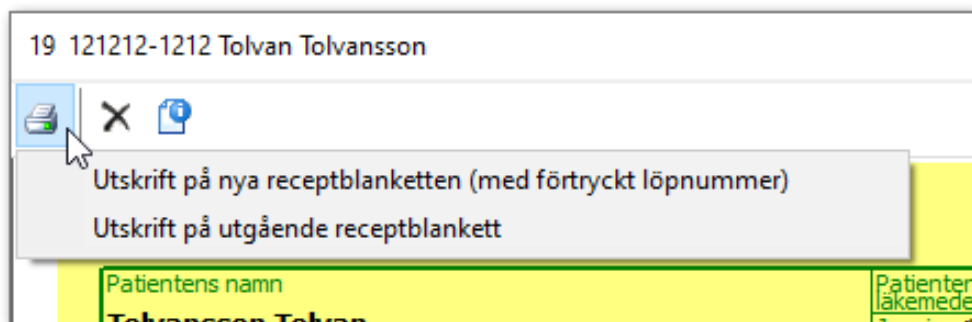 19 121212-1212 Tolvan Tolvansson
Utskrift på nya receptblanketten (med förtryckt löpnummer)
Utskrift på utgående receptblankett
Patientens namn
Tolvansson Tolvan